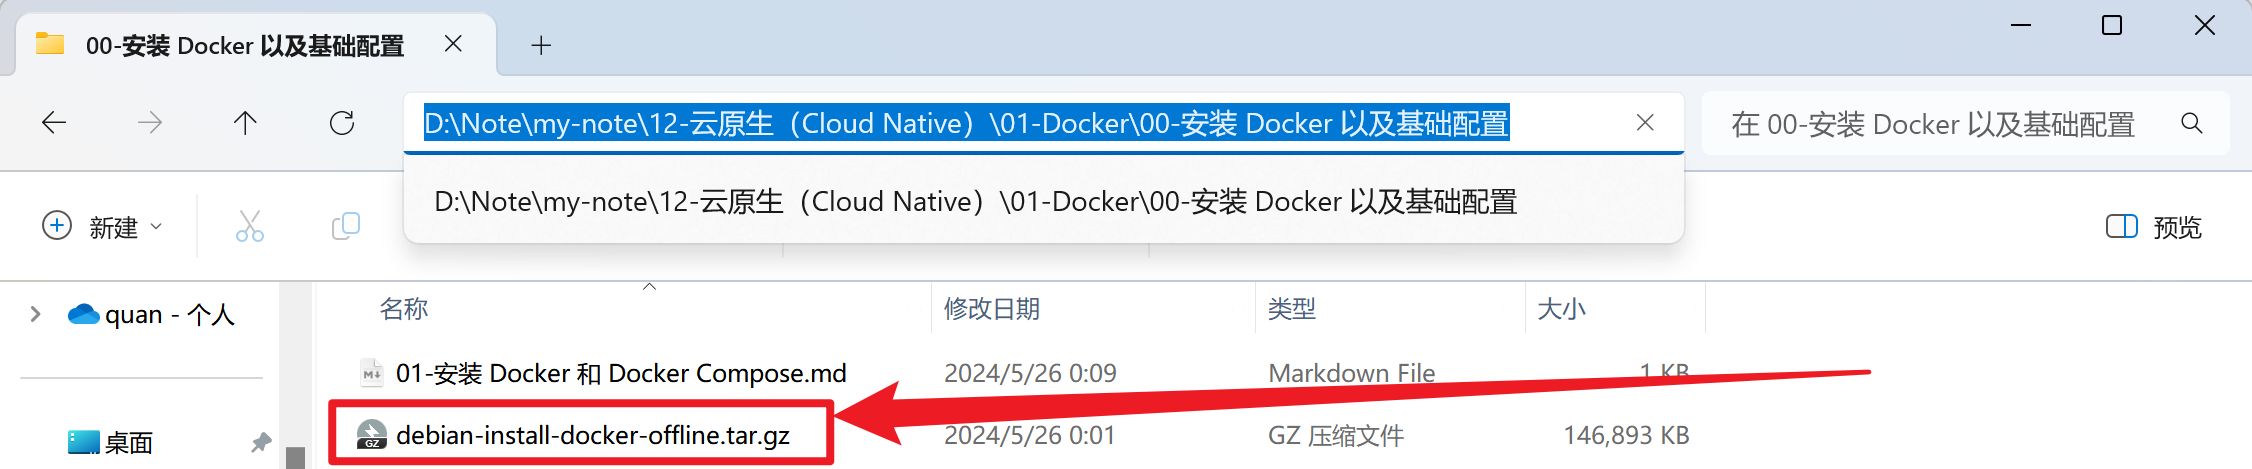 00-安装 Docker 以及基础配置
D:\Note\my-note\12-云原生（Cloud Native）\01-Docker\00-安装 Docker 以及基础配置
在 00-安装 Docker 以及基础配置
D:\Note\my-note\12-云原生（Cloud Native）\01-Docker\00-安装 Docker 以及基础配置
新建
预览
quan - 个人
名称 修改日期 类型 大小
01-安装 Docker 和 Docker Compose.md 2024/5/26 0:09 Markdown File 1 KB
GZ debian-install-docker-offline.tar.gz 2024/5/26 0:01 GZ 压缩文件 146,893 KB
桌面